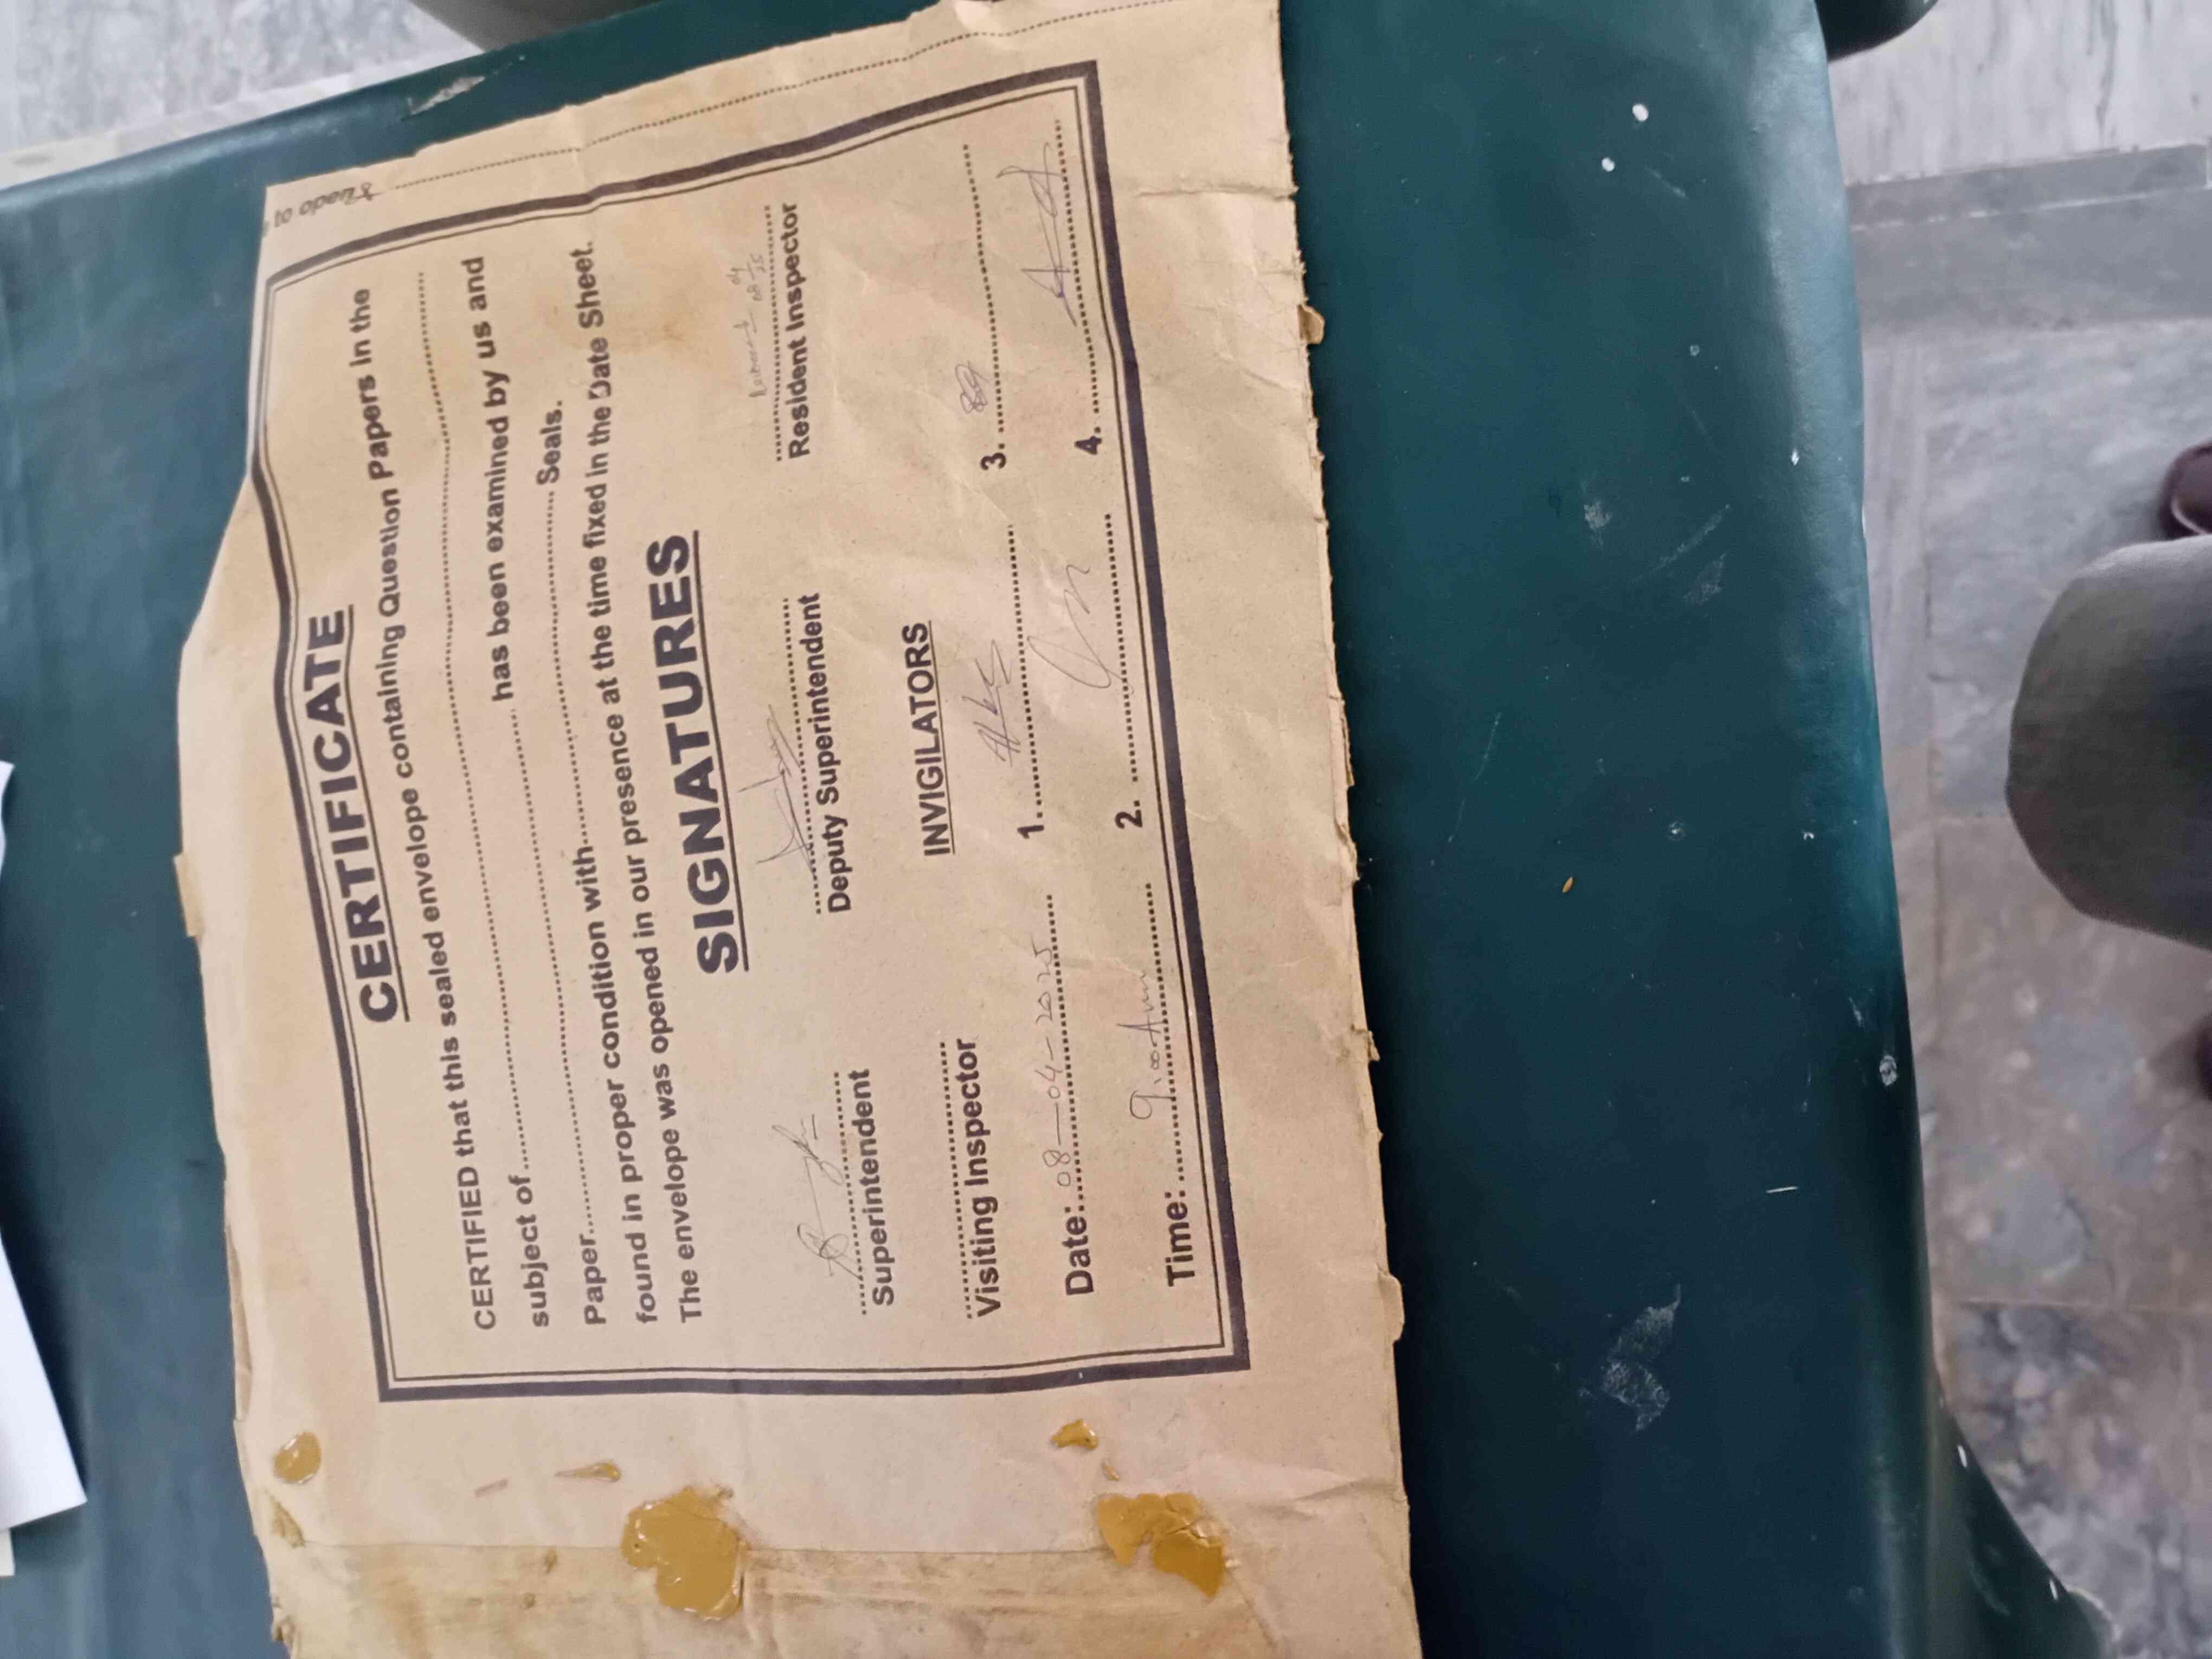 to open
CERTIFICATE
CERTIFIED that this sealed envelope containing Question Papers in the
subject of........................................................................
Paper.................................... has been examined by us and
found in proper condition with.................................... Seals.
The envelope was opened in our presence at the time fixed in the Date Sheet.
SIGNATURES
08-04-25
Superintendent Deputy Superintendent Resident Inspector
Visiting Inspector INVIGILATORS
Date: 08-04-2025 1. 3.
Time: 9:00 Am 2. 4.